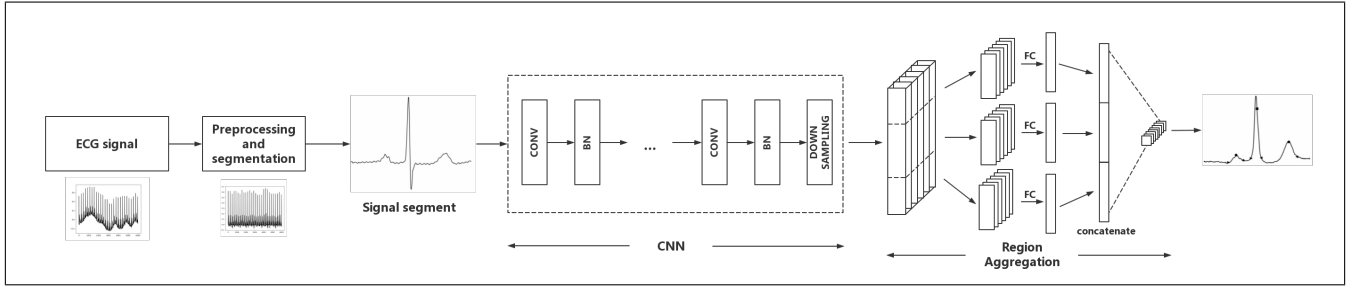 ECG signal
Preprocessing
and
segmentation
Signal segment
CONV
BN
...
CONV
BN
DOWN
SAMPLING
CNN
FC
FC
FC
concatenate
Region
Aggregation